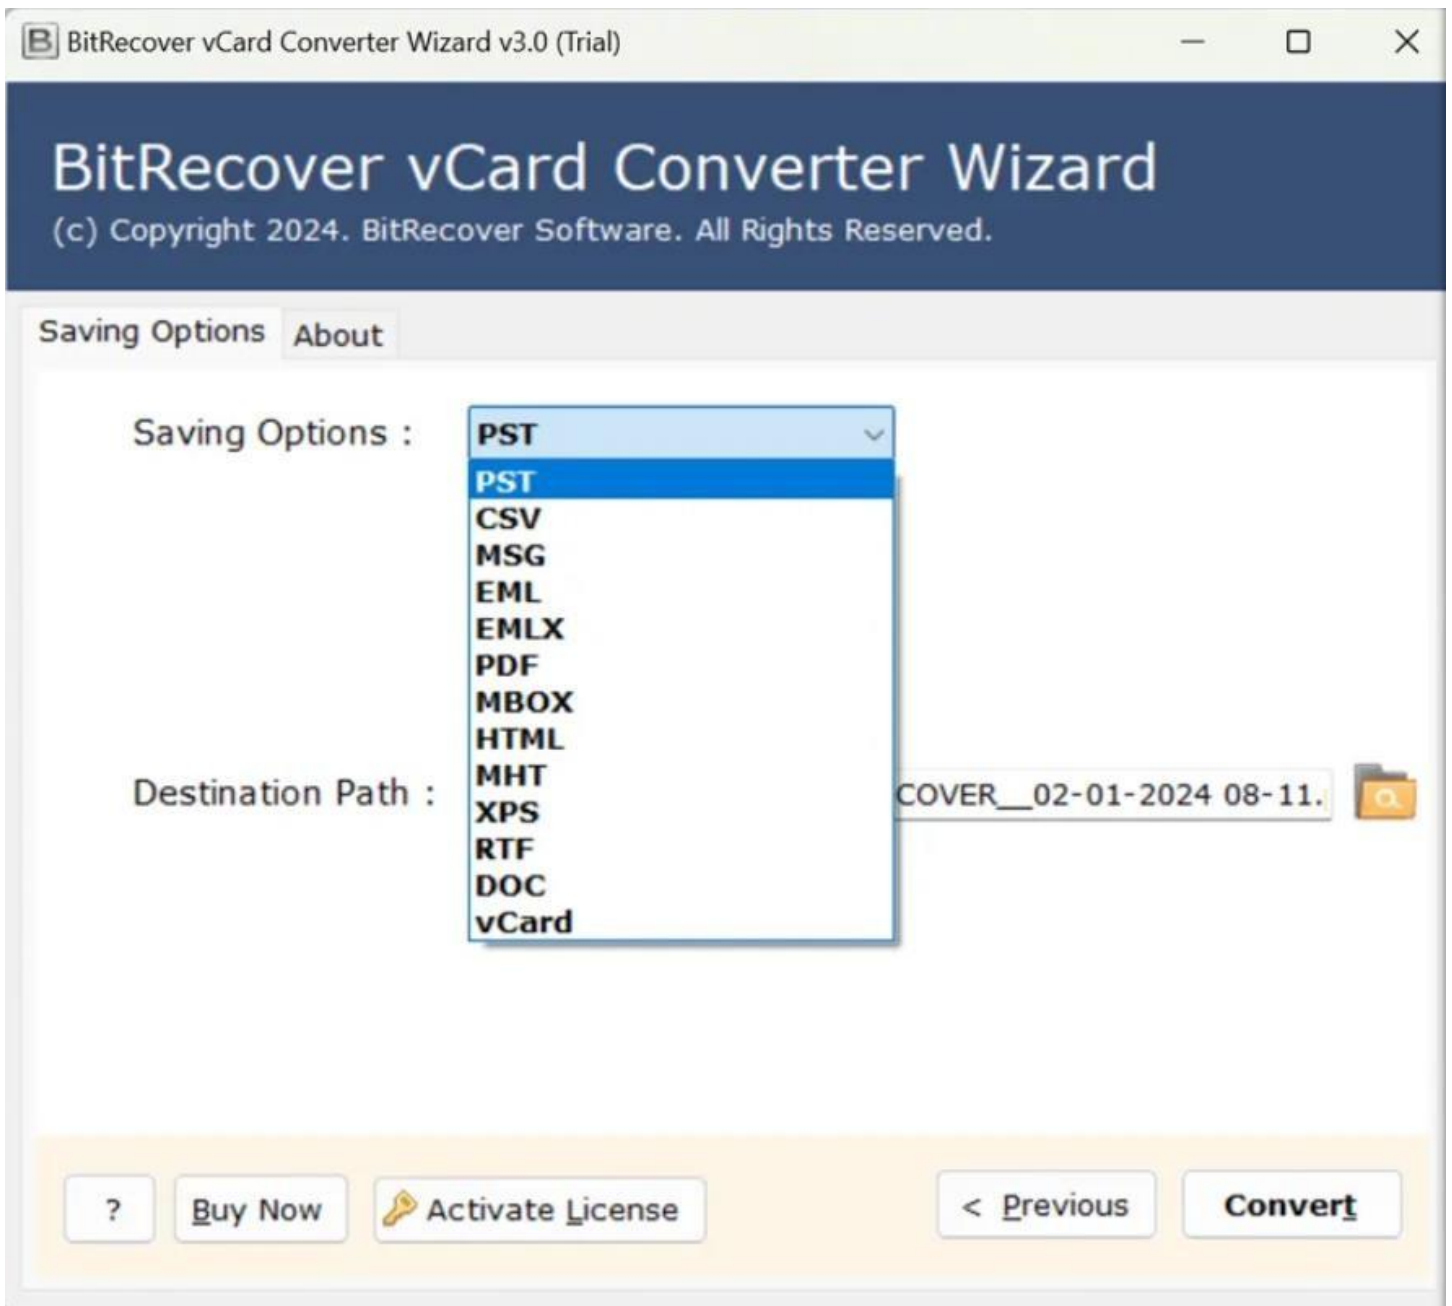 BitRecover vCard Converter Wizard v3.0 (Trial)
BitRecover vCard Converter Wizard
(c) Copyright 2024. BitRecover Software. All Rights Reserved.
Saving Options About
Saving Options : PST
PST
CSV
MSG
EML
EMLX
PDF
MBOX
HTML
MHT
XPS
RTF
DOC
vCard
Destination Path : COVER__02-01-2024 08-11.
? Buy Now Activate License < Previous Convert